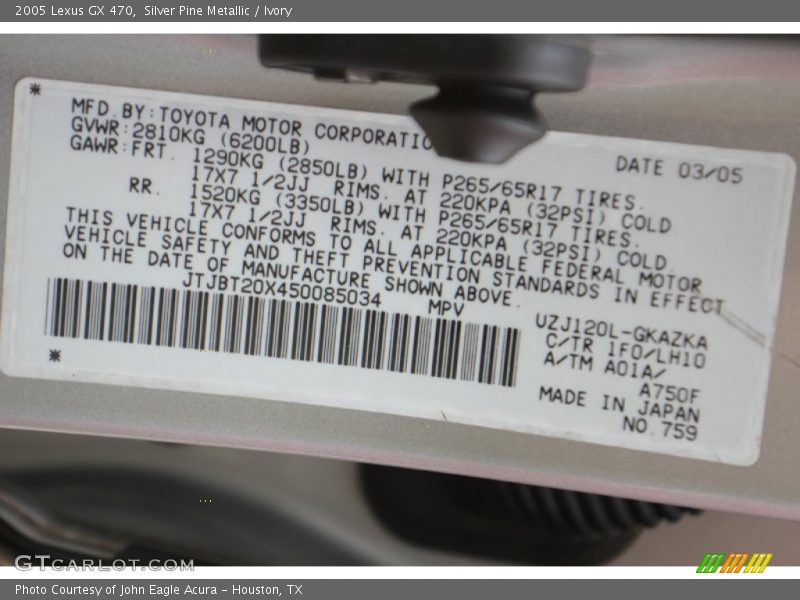 2005 Lexus GX 470, Silver Pine Metallic / Ivory
MFD. BY: TOYOTA MOTOR CORPORATIO
DATE 03/05
GVWR: 2810KG (6200LB)
GAWR: FRT. 1290KG (2850LB) WITH P265/65R17 TIRES.
17X7 1/2JJ RIMS. AT 220KPA (32PSI) COLD
RR. 1520KG (3350LB) WITH P265/65R17 TIRES.
17X7 1/2JJ RIMS. AT 220KPA (32PSI) COLD
THIS VEHICLE CONFORMS TO ALL APPLICABLE FEDERAL MOTOR
VEHICLE SAFETY AND THEFT PREVENTION STANDARDS IN EFFECT
ON THE DATE OF MANUFACTURE SHOWN ABOVE.
JTJBT20X450085034 MPV
UZJ120L-GKAZKA
C/TR 1F0/LH10
A/TM A01A/
A750F
MADE IN JAPAN
NO.759
GTCARLOT.COM
Photo Courtesy of John Eagle Acura - Houston, TX